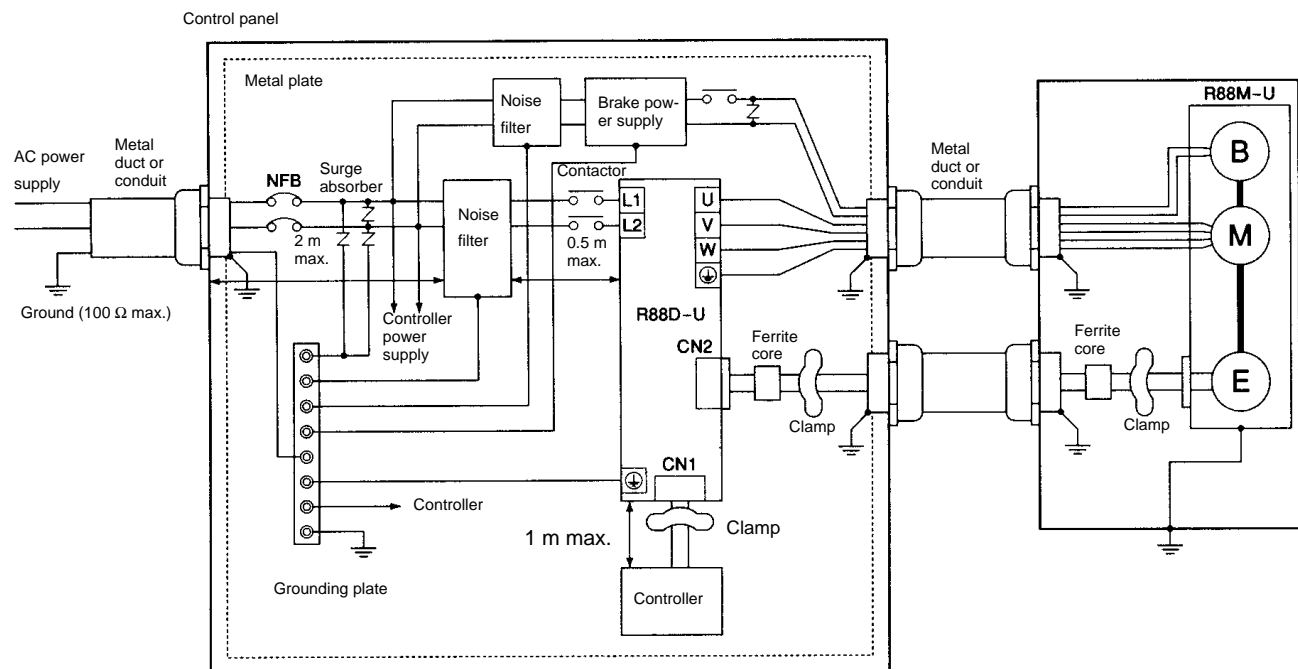 Control panel
Metal plate
R88M-U
Noise
filter
Brake pow-
er supply
B
AC power
supply
Metal
duct or
conduit
NFB
Surge
absorber
Contactor
Metal
duct or
conduit
L1
L2
U
V
W
M
2 m
max.
Noise
filter
0.5 m
max.
Ground (100 Ω max.)
Controller
power
supply
R88D-U
CN2
Ferrite
core
Clamp
Ferrite
core
Clamp
E
CN1
Controller
Clamp
1 m max.
Grounding plate
Controller